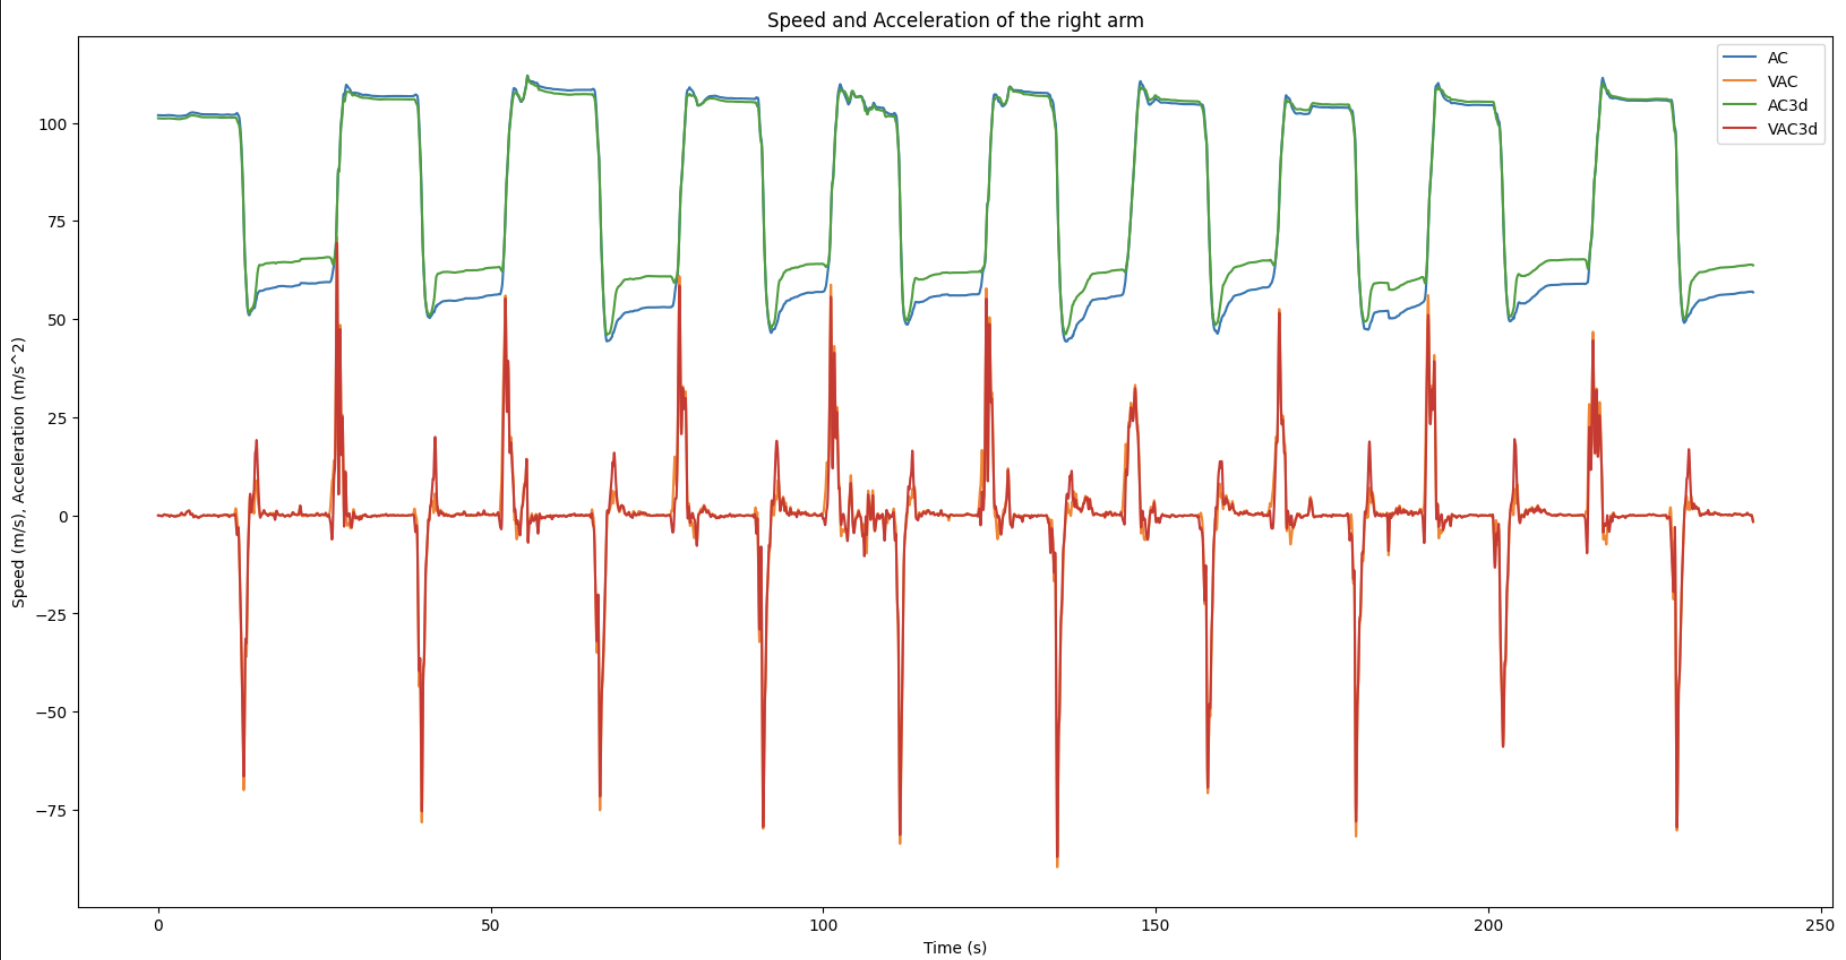 Speed and Acceleration of the right arm
AC
VAC
AC3d
VAC3d
100
75
50
25
0
−25
−50
−75
Speed (m/s), Acceleration (m/s^2)
0
50
100
150
200
250
Time (s)